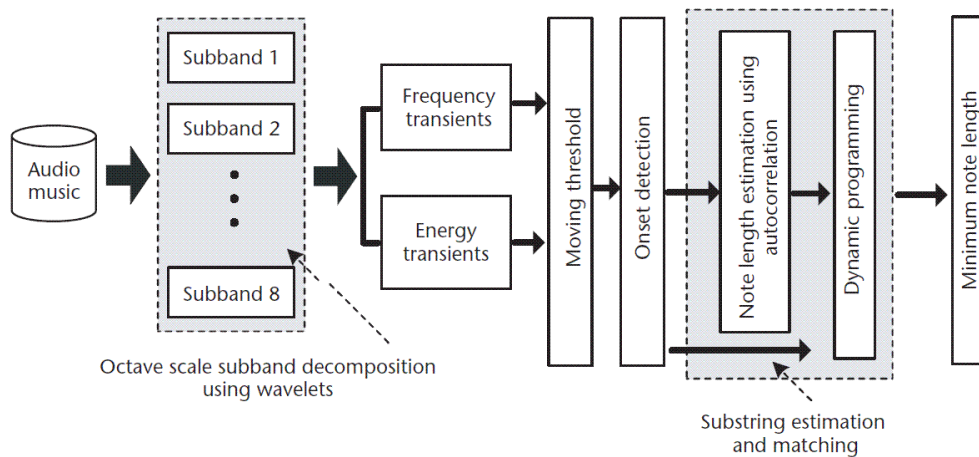 Audio
music
Subband 1
Subband 2
Subband 8
Octave scale subband decomposition
using wavelets
Frequency
transients
Energy
transients
Moving threshold
Onset detection
Note length estimation using
autocorrelation
Dynamic programming
Substring estimation
and matching
Minimum note length